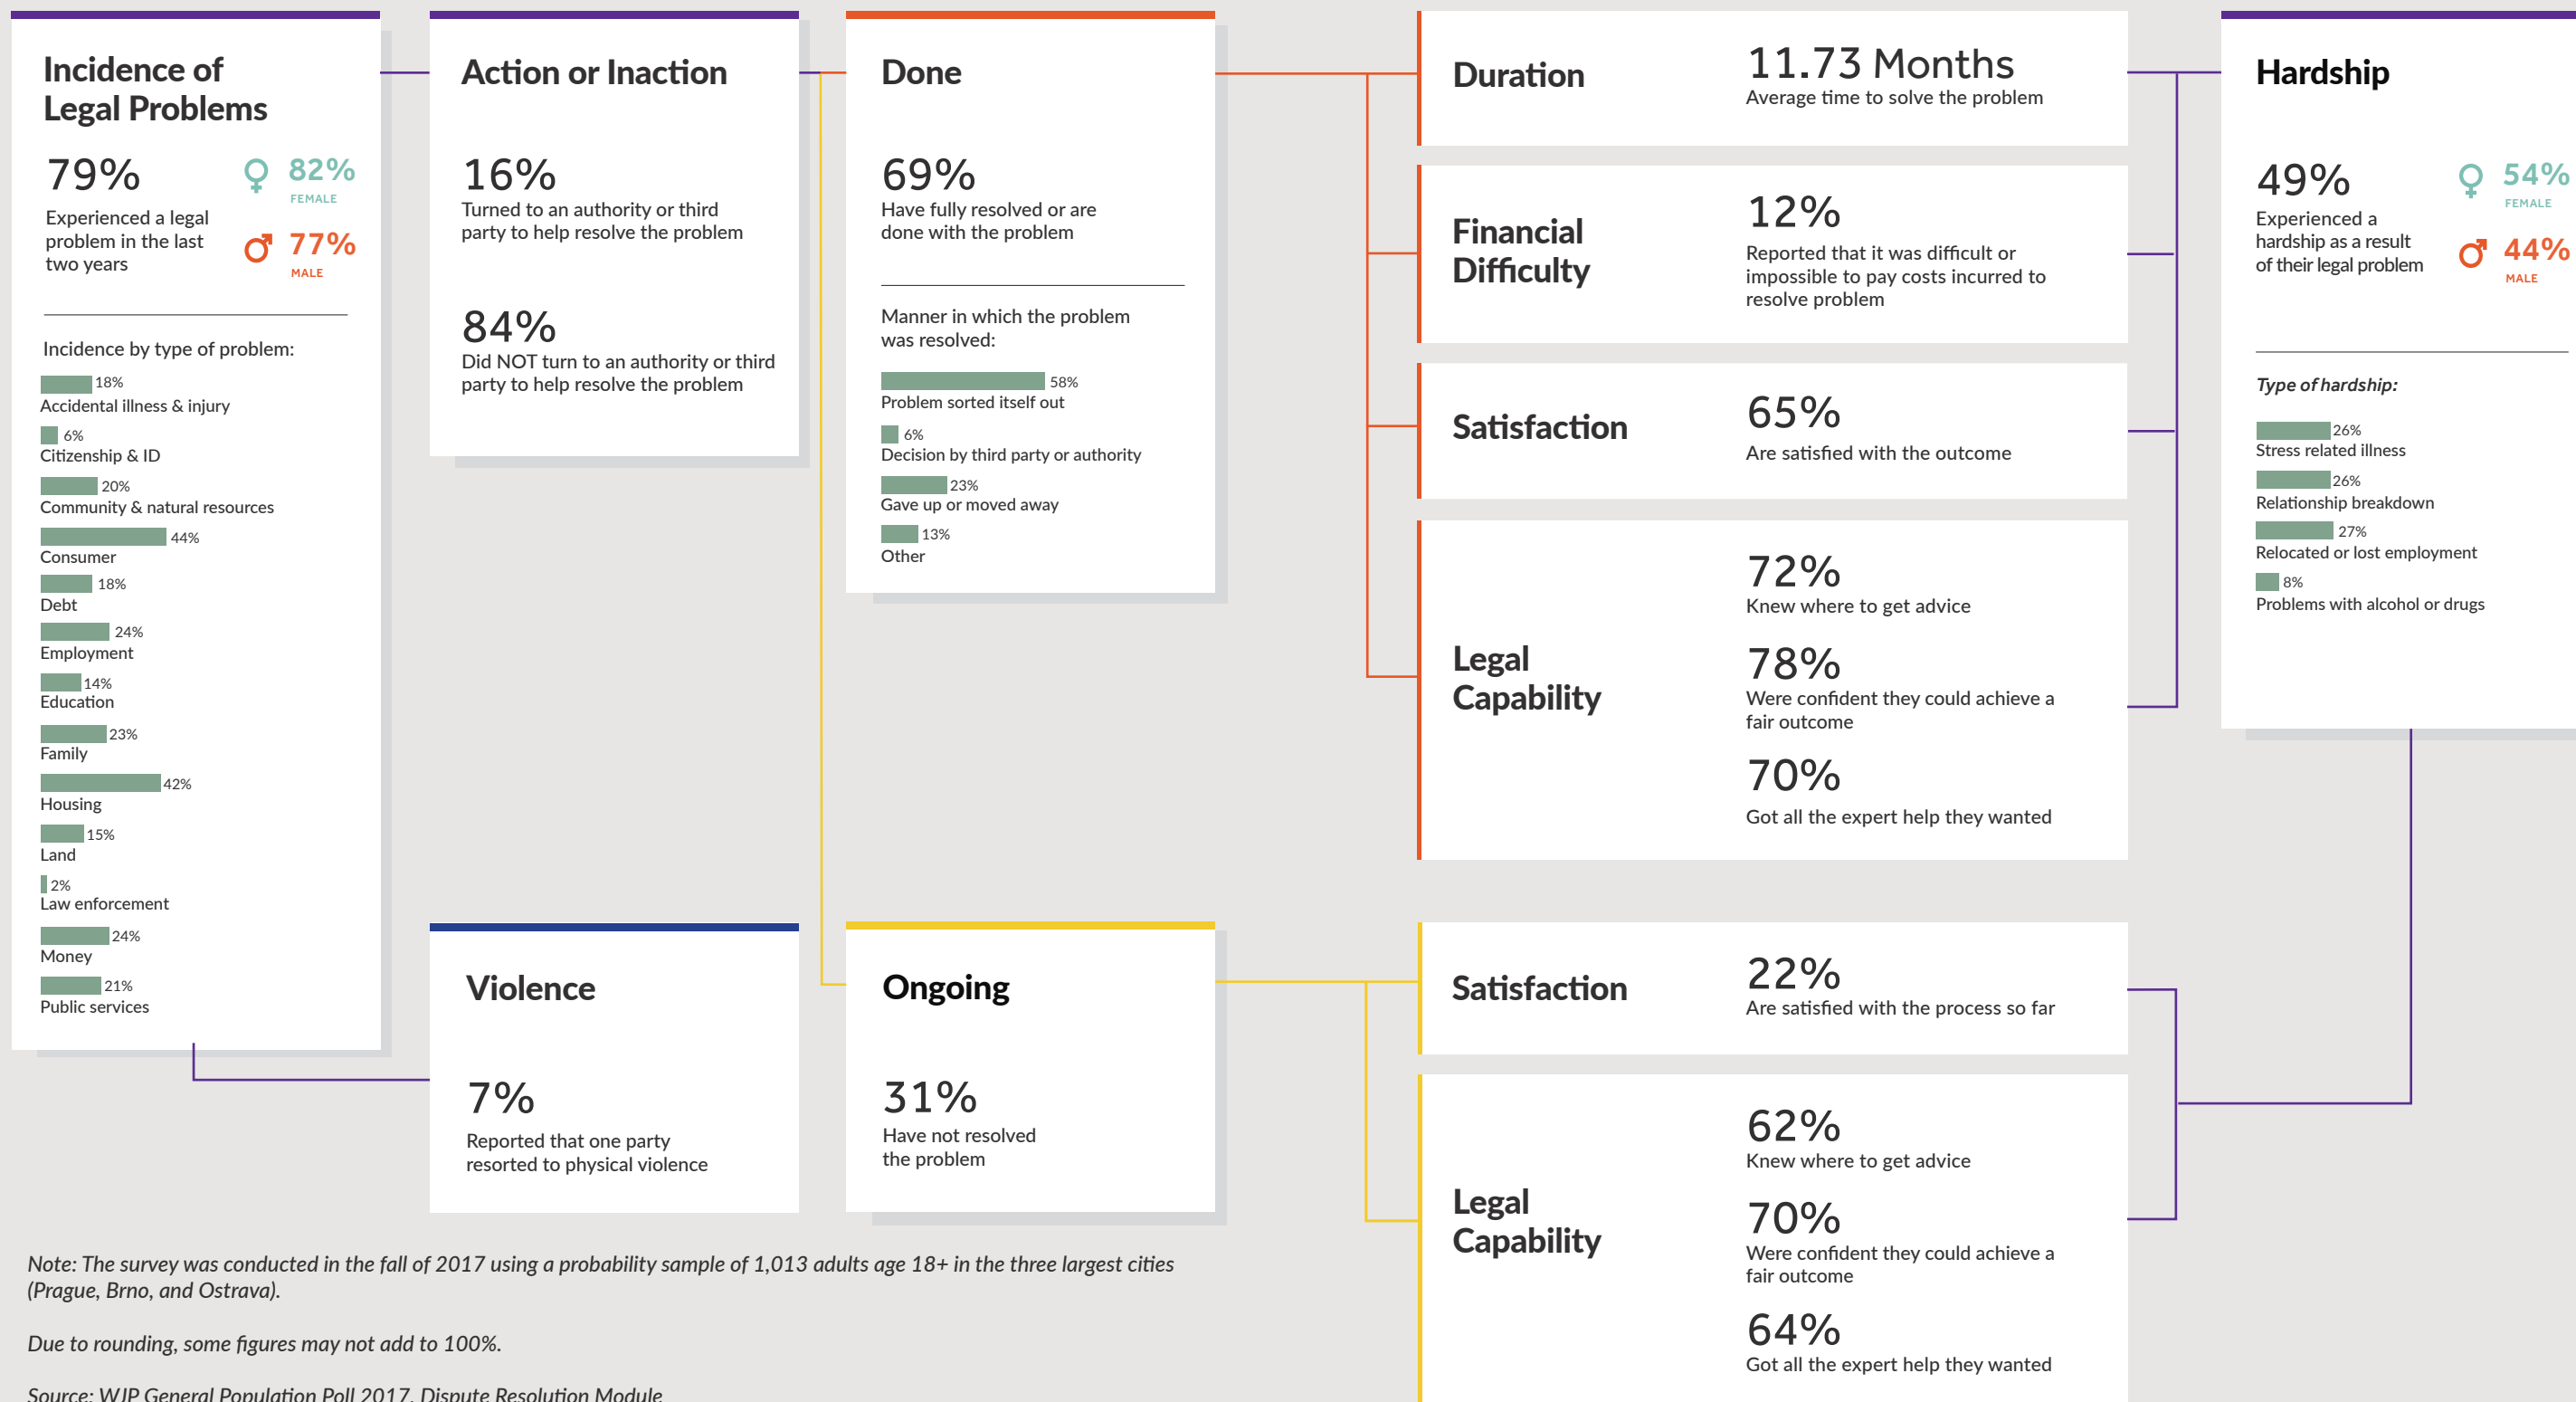 Incidence of
Legal Problems
79%
Experienced a legal
problem in the last
two years
82%
FEMALE
77%
MALE
Incidence by type of problem:
18%
Accidental illness & injury
6%
Citizenship & ID
20%
Community & natural resources
44%
Consumer
18%
Debt
24%
Employment
14%
Education
23%
Family
42%
Housing
15%
Land
2%
Law enforcement
24%
Money
21%
Public services
Action or Inaction
16%
Turned to an authority or third
party to help resolve the problem
84%
Did NOT turn to an authority or third
party to help resolve the problem
Violence
7%
Reported that one party
resorted to physical violence
Done
69%
Have fully resolved or are
done with the problem
Manner in which the problem
was resolved:
58%
Problem sorted itself out
6%
Decision by third party or authority
23%
Gave up or moved away
13%
Other
Ongoing
31%
Have not resolved
the problem
Duration
11.73 Months
Average time to solve the problem
Financial
Difficulty
12%
Reported that it was difficult or
impossible to pay costs incurred to
resolve problem
Satisfaction
65%
Are satisfied with the outcome
Legal
Capability
72%
Knew where to get advice
78%
Were confident they could achieve a
fair outcome
70%
Got all the expert help they wanted
Satisfaction
22%
Are satisfied with the process so far
Legal
Capability
62%
Knew where to get advice
70%
Were confident they could achieve a
fair outcome
64%
Got all the expert help they wanted
Hardship
49%
Experienced a
hardship as a result
of their legal problem
54%
FEMALE
44%
MALE
Type of hardship:
26%
Stress related illness
26%
Relationship breakdown
27%
Relocated or lost employment
8%
Problems with alcohol or drugs
Note: The survey was conducted in the fall of 2017 using a probability sample of 1,013 adults age 18+ in the three largest cities
(Prague, Brno, and Ostrava).
Due to rounding, some figures may not add to 100%.
Source: WJP General Population Poll 2017, Dispute Resolution Module